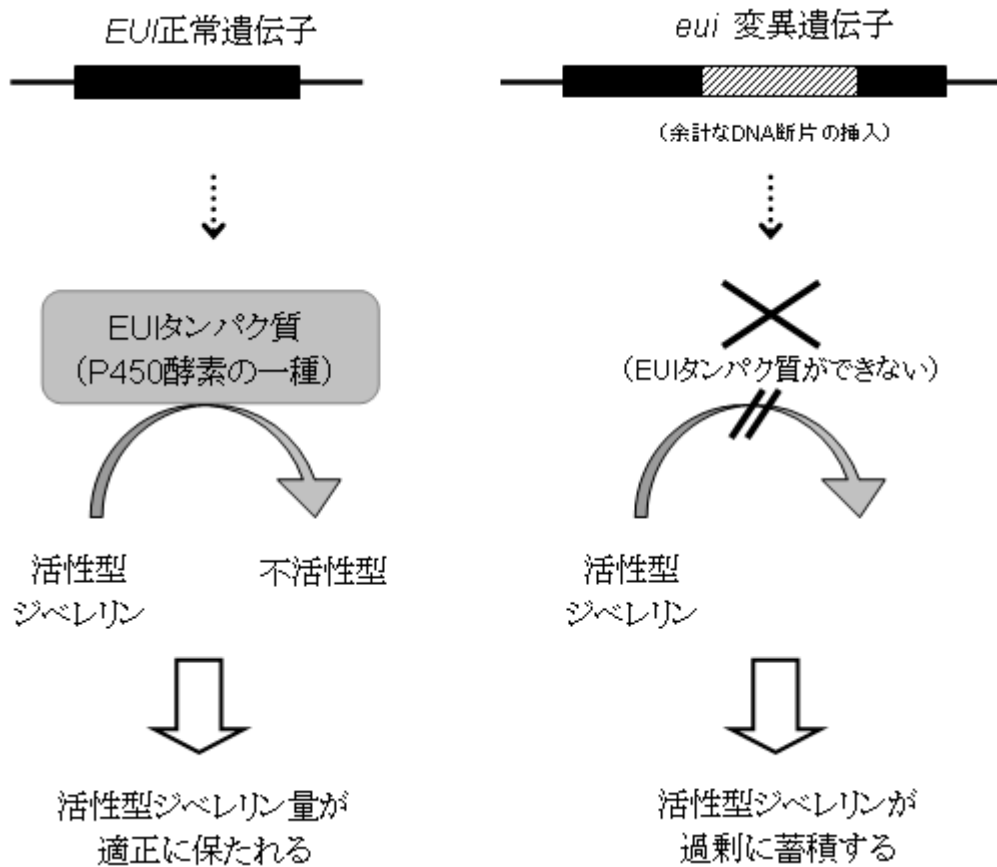 EUI正常遺伝子
eui 変異遺伝子
(余計なDNA断片の挿入)
EUIタンパク質
(P450酵素の一種)
(EUIタンパク質ができない)
活性型
ジベレリン
不活性型
活性型
ジベレリン
活性型ジベレリン量が
適正に保たれる
活性型ジベレリンが
過剰に蓄積する